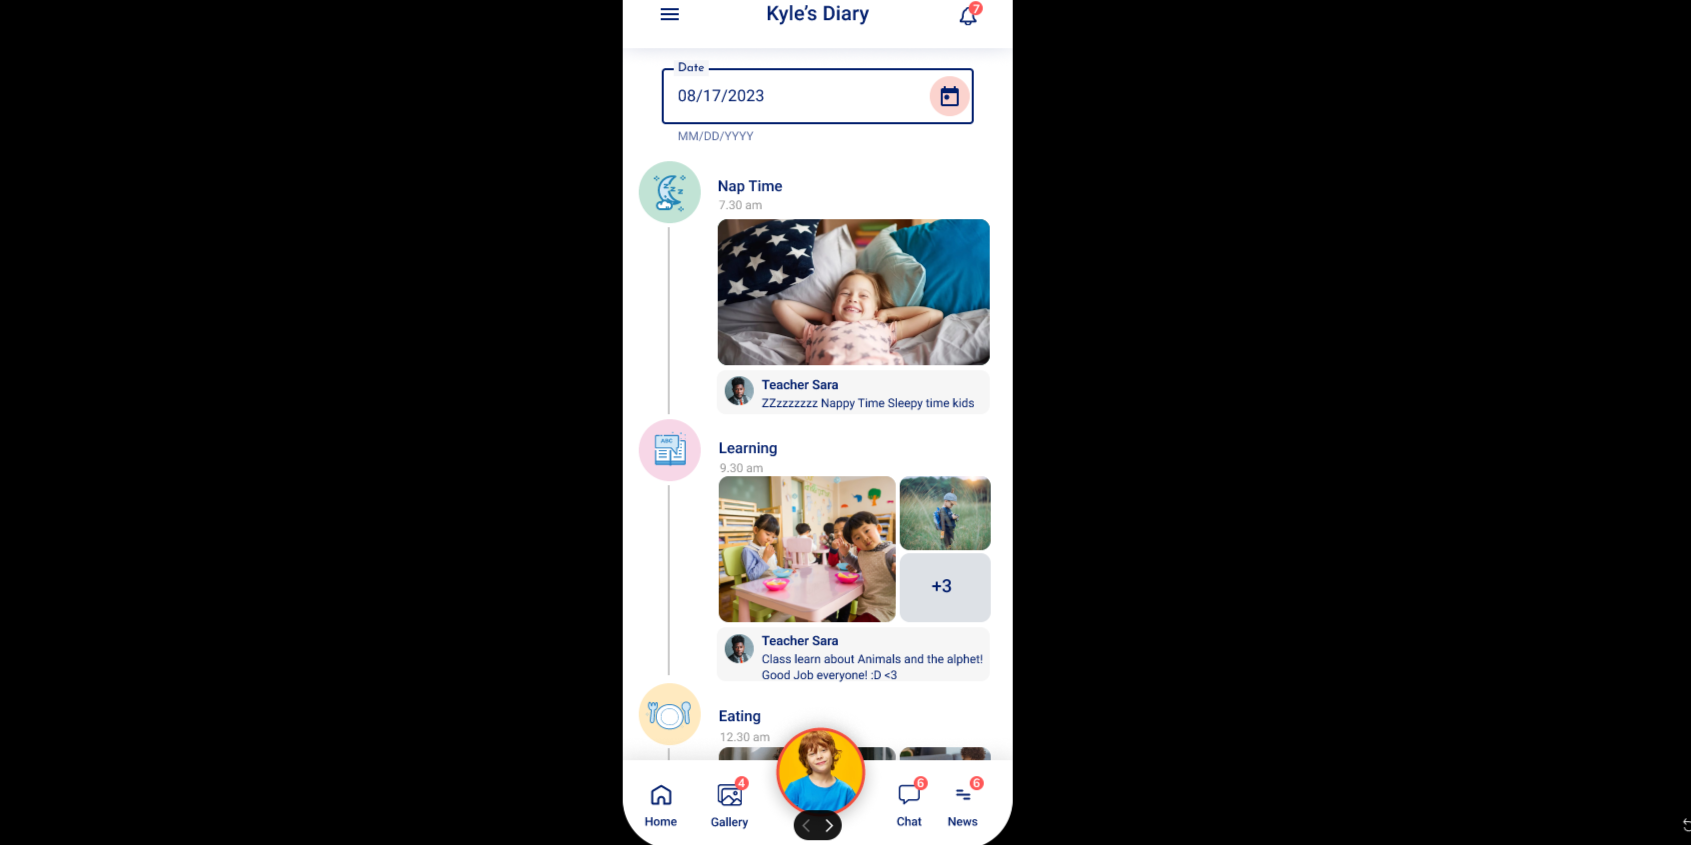 Kyle's Diary
7
Date
08/17/2023
MM/DD/YYYY
Nap Time
7.30 am
Teacher Sara
ZZzzzzzzz Nappy Time Sleepy time kids
ABC
Learning
9.30 am
+3
Teacher Sara
Class learn about Animals and the alphet!
Good Job everyone! :D <3
Eating
12.30 am
4
6
6
Home
Gallery
Chat
News